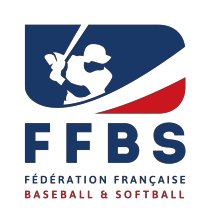 FFBS
FÉDÉRATION FRANÇAISE
BASEBALL & SOFTBALL